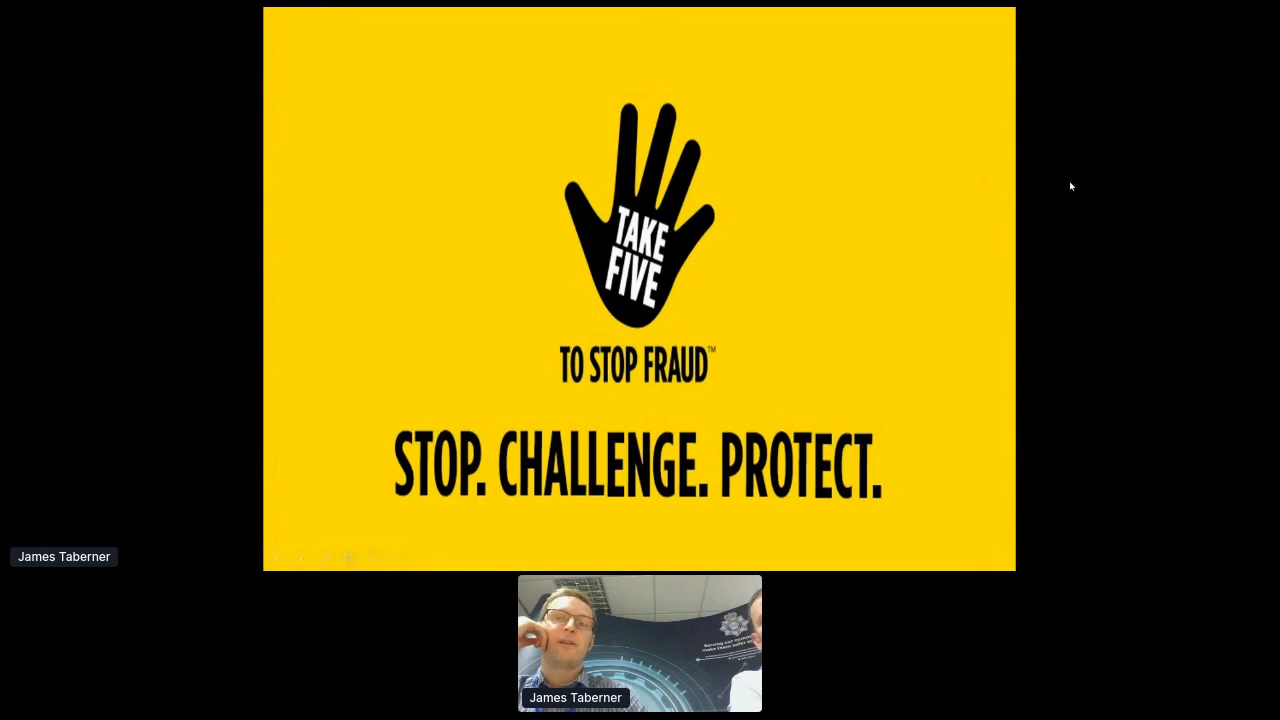 TAKE
FIVE
TO STOP FRAUD™
STOP. CHALLENGE. PROTECT.
James Taberner
James Taberner